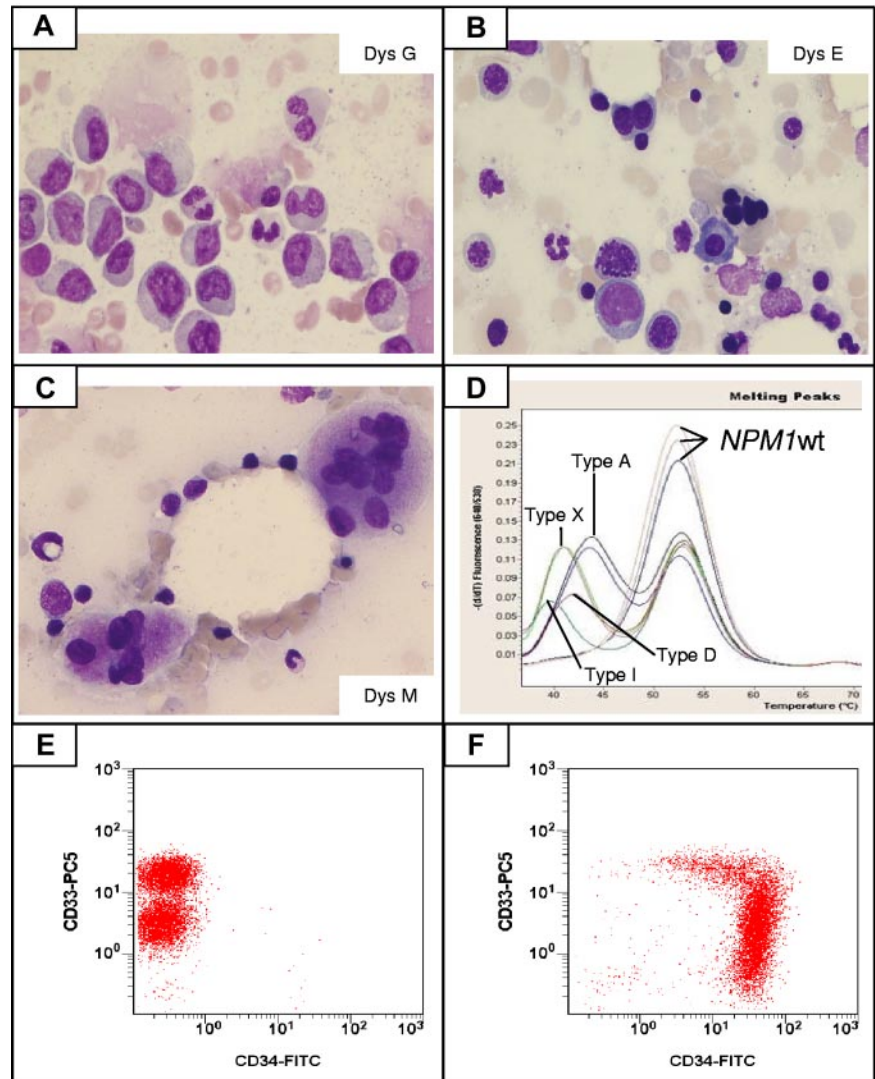 A
Dys G
B
Dys E
C
Dys M
D
Melting Peaks
-(d/dT) Fluorescence (640/530)
0.25
0.23
0.21
0.19
0.17
0.15
0.13
0.11
0.09
0.07
0.05
0.03
0.01
NPM1wt
Type A
Type X
Type D
Type I
40 45 50 55 60 65 70
Temperature (°C)
E
CD33-PC5
10³
10²
10¹
10⁰
10⁰ 10¹ 10² 10³
CD34-FITC
F
CD33-PC5
10³
10²
10¹
10⁰
10⁰ 10¹ 10² 10³
CD34-FITC